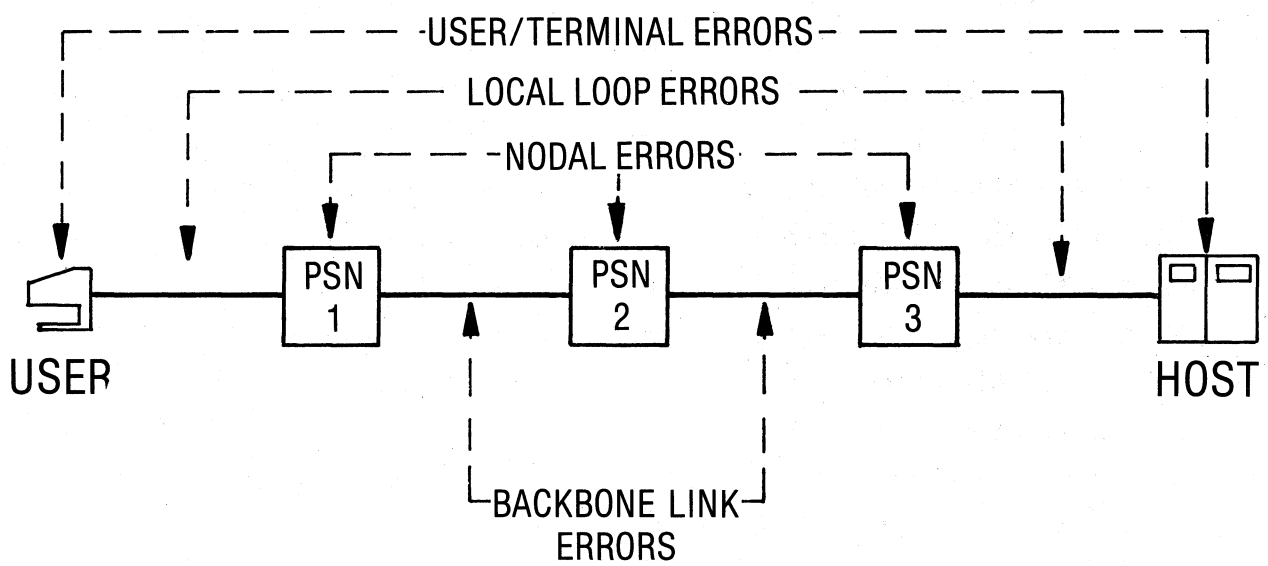 USER/TERMINAL ERRORS
LOCAL LOOP ERRORS
NODAL ERRORS
PSN
1
PSN
2
PSN
3
USER
HOST
BACKBONE LINK
ERRORS